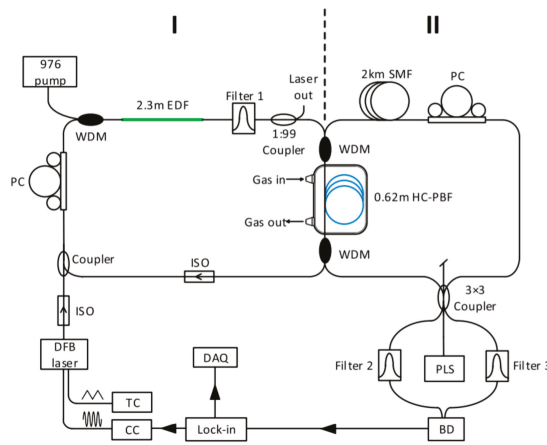 I
II
976
pump
2.3m EDF
Filter 1
Laser
out
2km SMF
PC
WDM
1:99
Coupler
WDM
PC
Gas in
0.62m HC-PBF
Gas out
Coupler
ISO
WDM
3×3
Coupler
ISO
DFB
laser
DAQ
Filter 2
PLS
Filter 3
TC
CC
Lock-in
BD